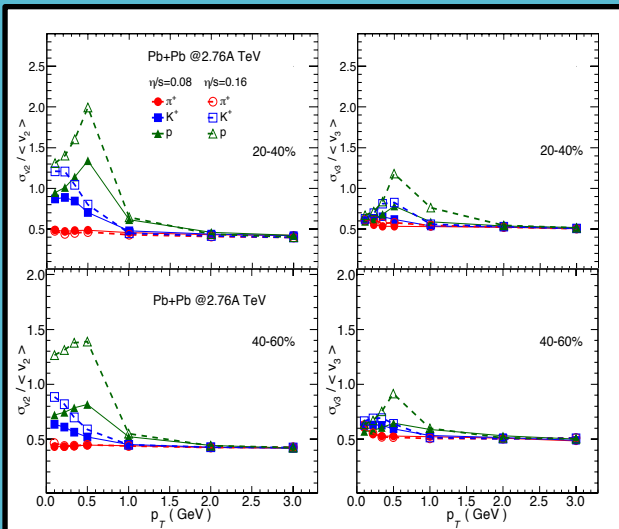 Pb+Pb @2.76A TeV
η/s=0.08 η/s=0.16
π⁺ π⁺
K⁺ K⁺
p p
20-40%
σv2 / < v2 >
2.5
2.0
1.5
1.0
0.5
20-40%
σv3 / < v3 >
2.5
2.0
1.5
1.0
0.5
Pb+Pb @2.76A TeV
40-60%
σv2 / < v2 >
2.0
1.5
1.0
0.5
0.0 0.5 1.0 1.5 2.0 2.5 3.0
pT ( GeV )
40-60%
σv3 / < v3 >
2.0
1.5
1.0
0.5
0.0 0.5 1.0 1.5 2.0 2.5 3.0
pT ( GeV )